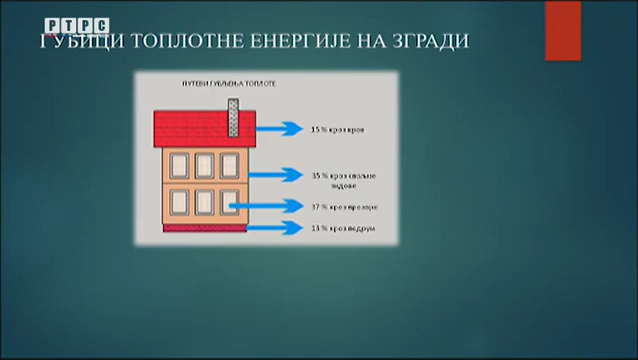 РТРС
ГУБИЦИ ТОПЛОТНЕ ЕНЕРГИЈЕ НА ЗГРАДИ
ПУТЕВИ ГУБЉЕЊА ТОПЛОТЕ
15 % кроз кров
35 % кроз спољње
зидове
37 % кроз прозоре
13 % кроз подрум